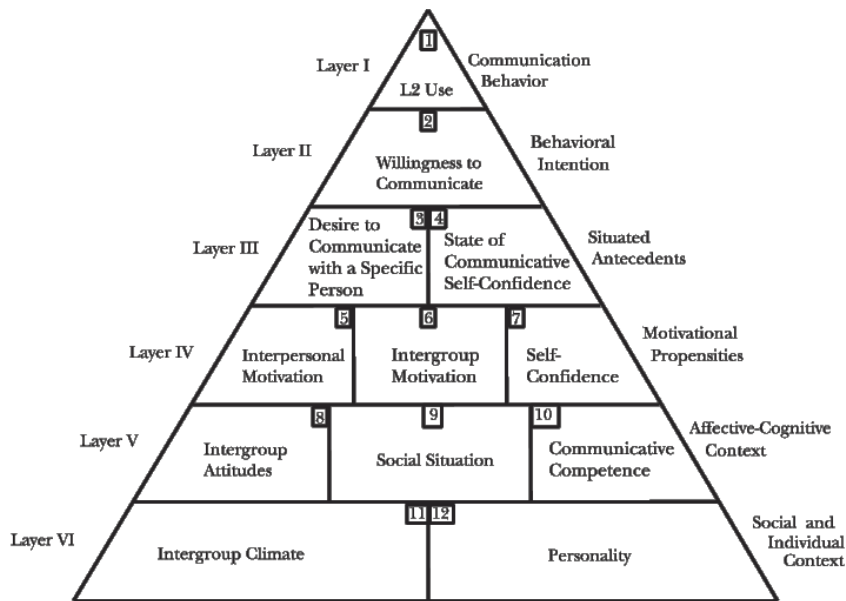 1
Layer I
Communication
Behavior
L2 Use
2
Layer II
Behavioral
Intention
Willingness to
Communicate
3
4
Layer III
Desire to
Communicate
with a Specific
Person
State of
Communicative
Self-Confidence
Situated
Antecedents
5
6
7
Layer IV
Interpersonal
Motivation
Intergroup
Motivation
Self-
Confidence
Motivational
Propensities
8
9
10
Layer V
Intergroup
Attitudes
Social Situation
Communicative
Competence
Affective-Cognitive
Context
11
12
Layer VI
Intergroup Climate
Personality
Social and
Individual
Context